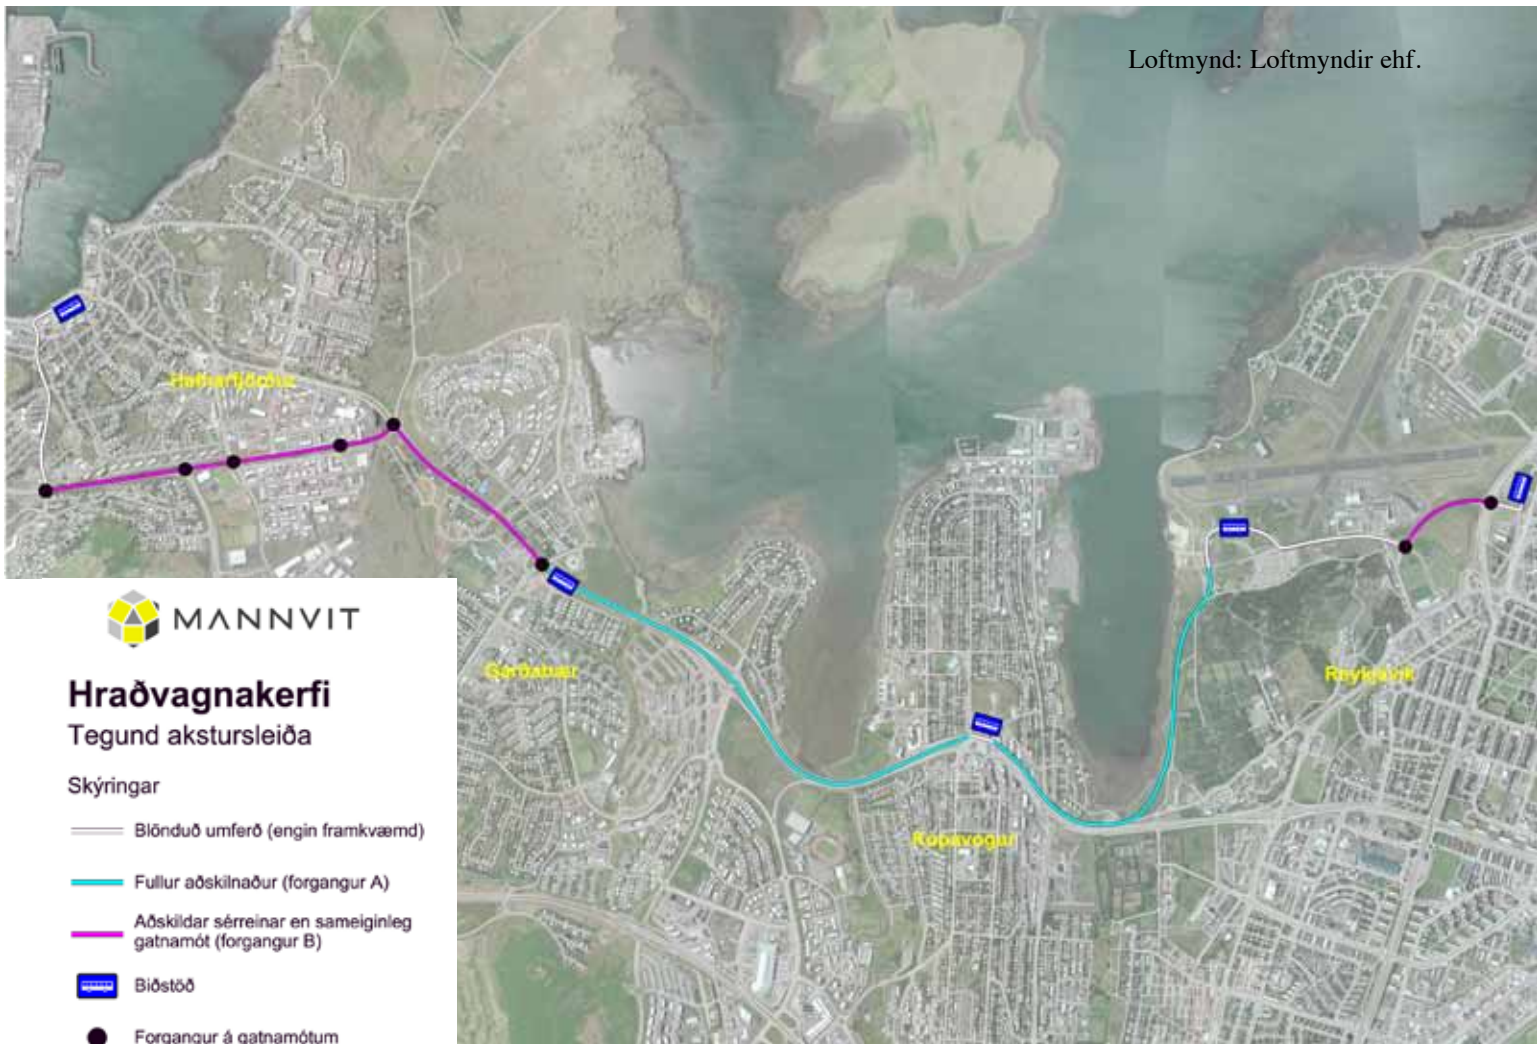 Loftmynd: Loftmyndir ehf.
Hafnarfjörður
Garðabær
Reykjavík
Kópavogur
MANNVIT
Hraðvagnakerfi
Tegund akstursleiða
Skýringar
Blönduð umferð (engin framkvæmd)
Fullur aðskilnaður (forgangur A)
Aðskildar sérreinar en sameiginleg
gatnamót (forgangur B)
Biðstöð
Forgangur á gatnamótum